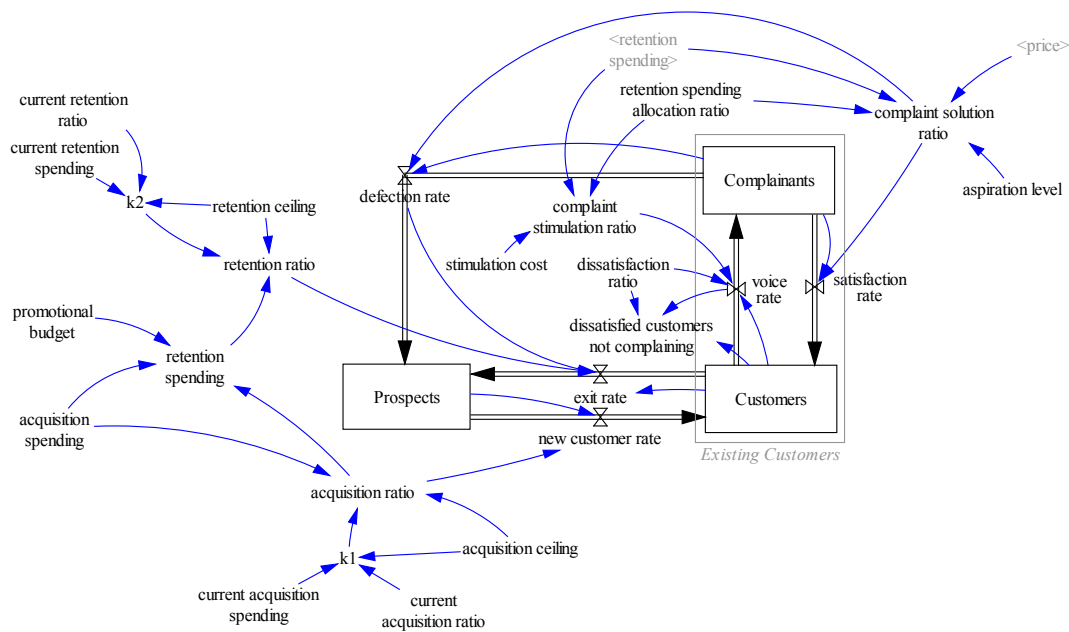 <retention
spending>
<price>
current retention
ratio
retention spending
allocation ratio
complaint solution
ratio
current retention
spending
Complainants
aspiration level
k2
retention ceiling
defection rate
complaint
stimulation ratio
retention ratio
stimulation cost
dissatisfaction
ratio
voice
rate
satisfaction
rate
promotional
budget
dissatisfied customers
not complaining
retention
spending
Prospects
exit rate
Customers
acquisition
spending
new customer rate
Existing Customers
acquisition ratio
k1
acquisition ceiling
current acquisition
spending
current
acquisition ratio